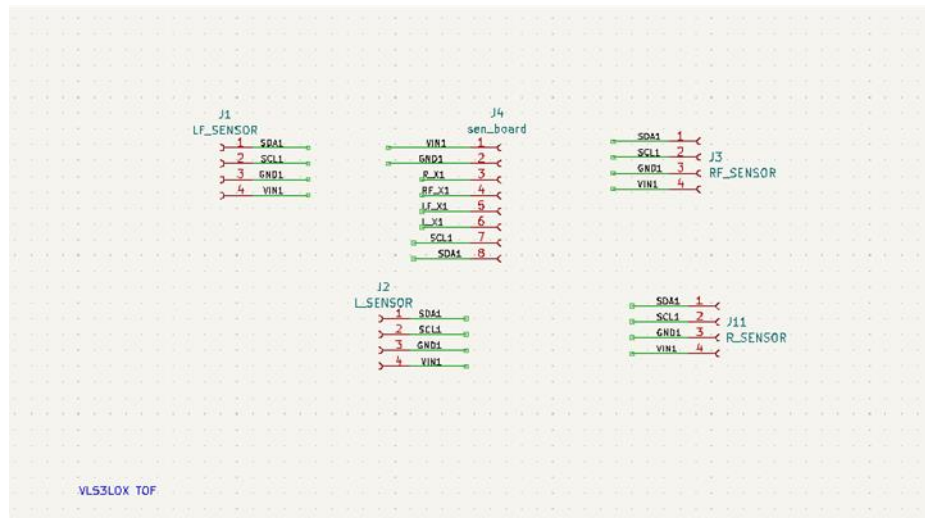 J1
LF_SENSOR
1 SDA1
2 SCL1
3 GND1
4 VIN1
J4
sen_board
VIN1 1
GND1 2
R_X1 3
RF_X1 4
LF_X1 5
L_X1 6
SCL1 7
SDA1 8
SDA1 1
SCL1 2
GND1 3
VIN1 4
J3
RF_SENSOR
J2
L_SENSOR
1 SDA1
2 SCL1
3 GND1
4 VIN1
SDA1 1
SCL1 2
GND1 3
VIN1 4
J11
R_SENSOR
VLS3LOX TOF